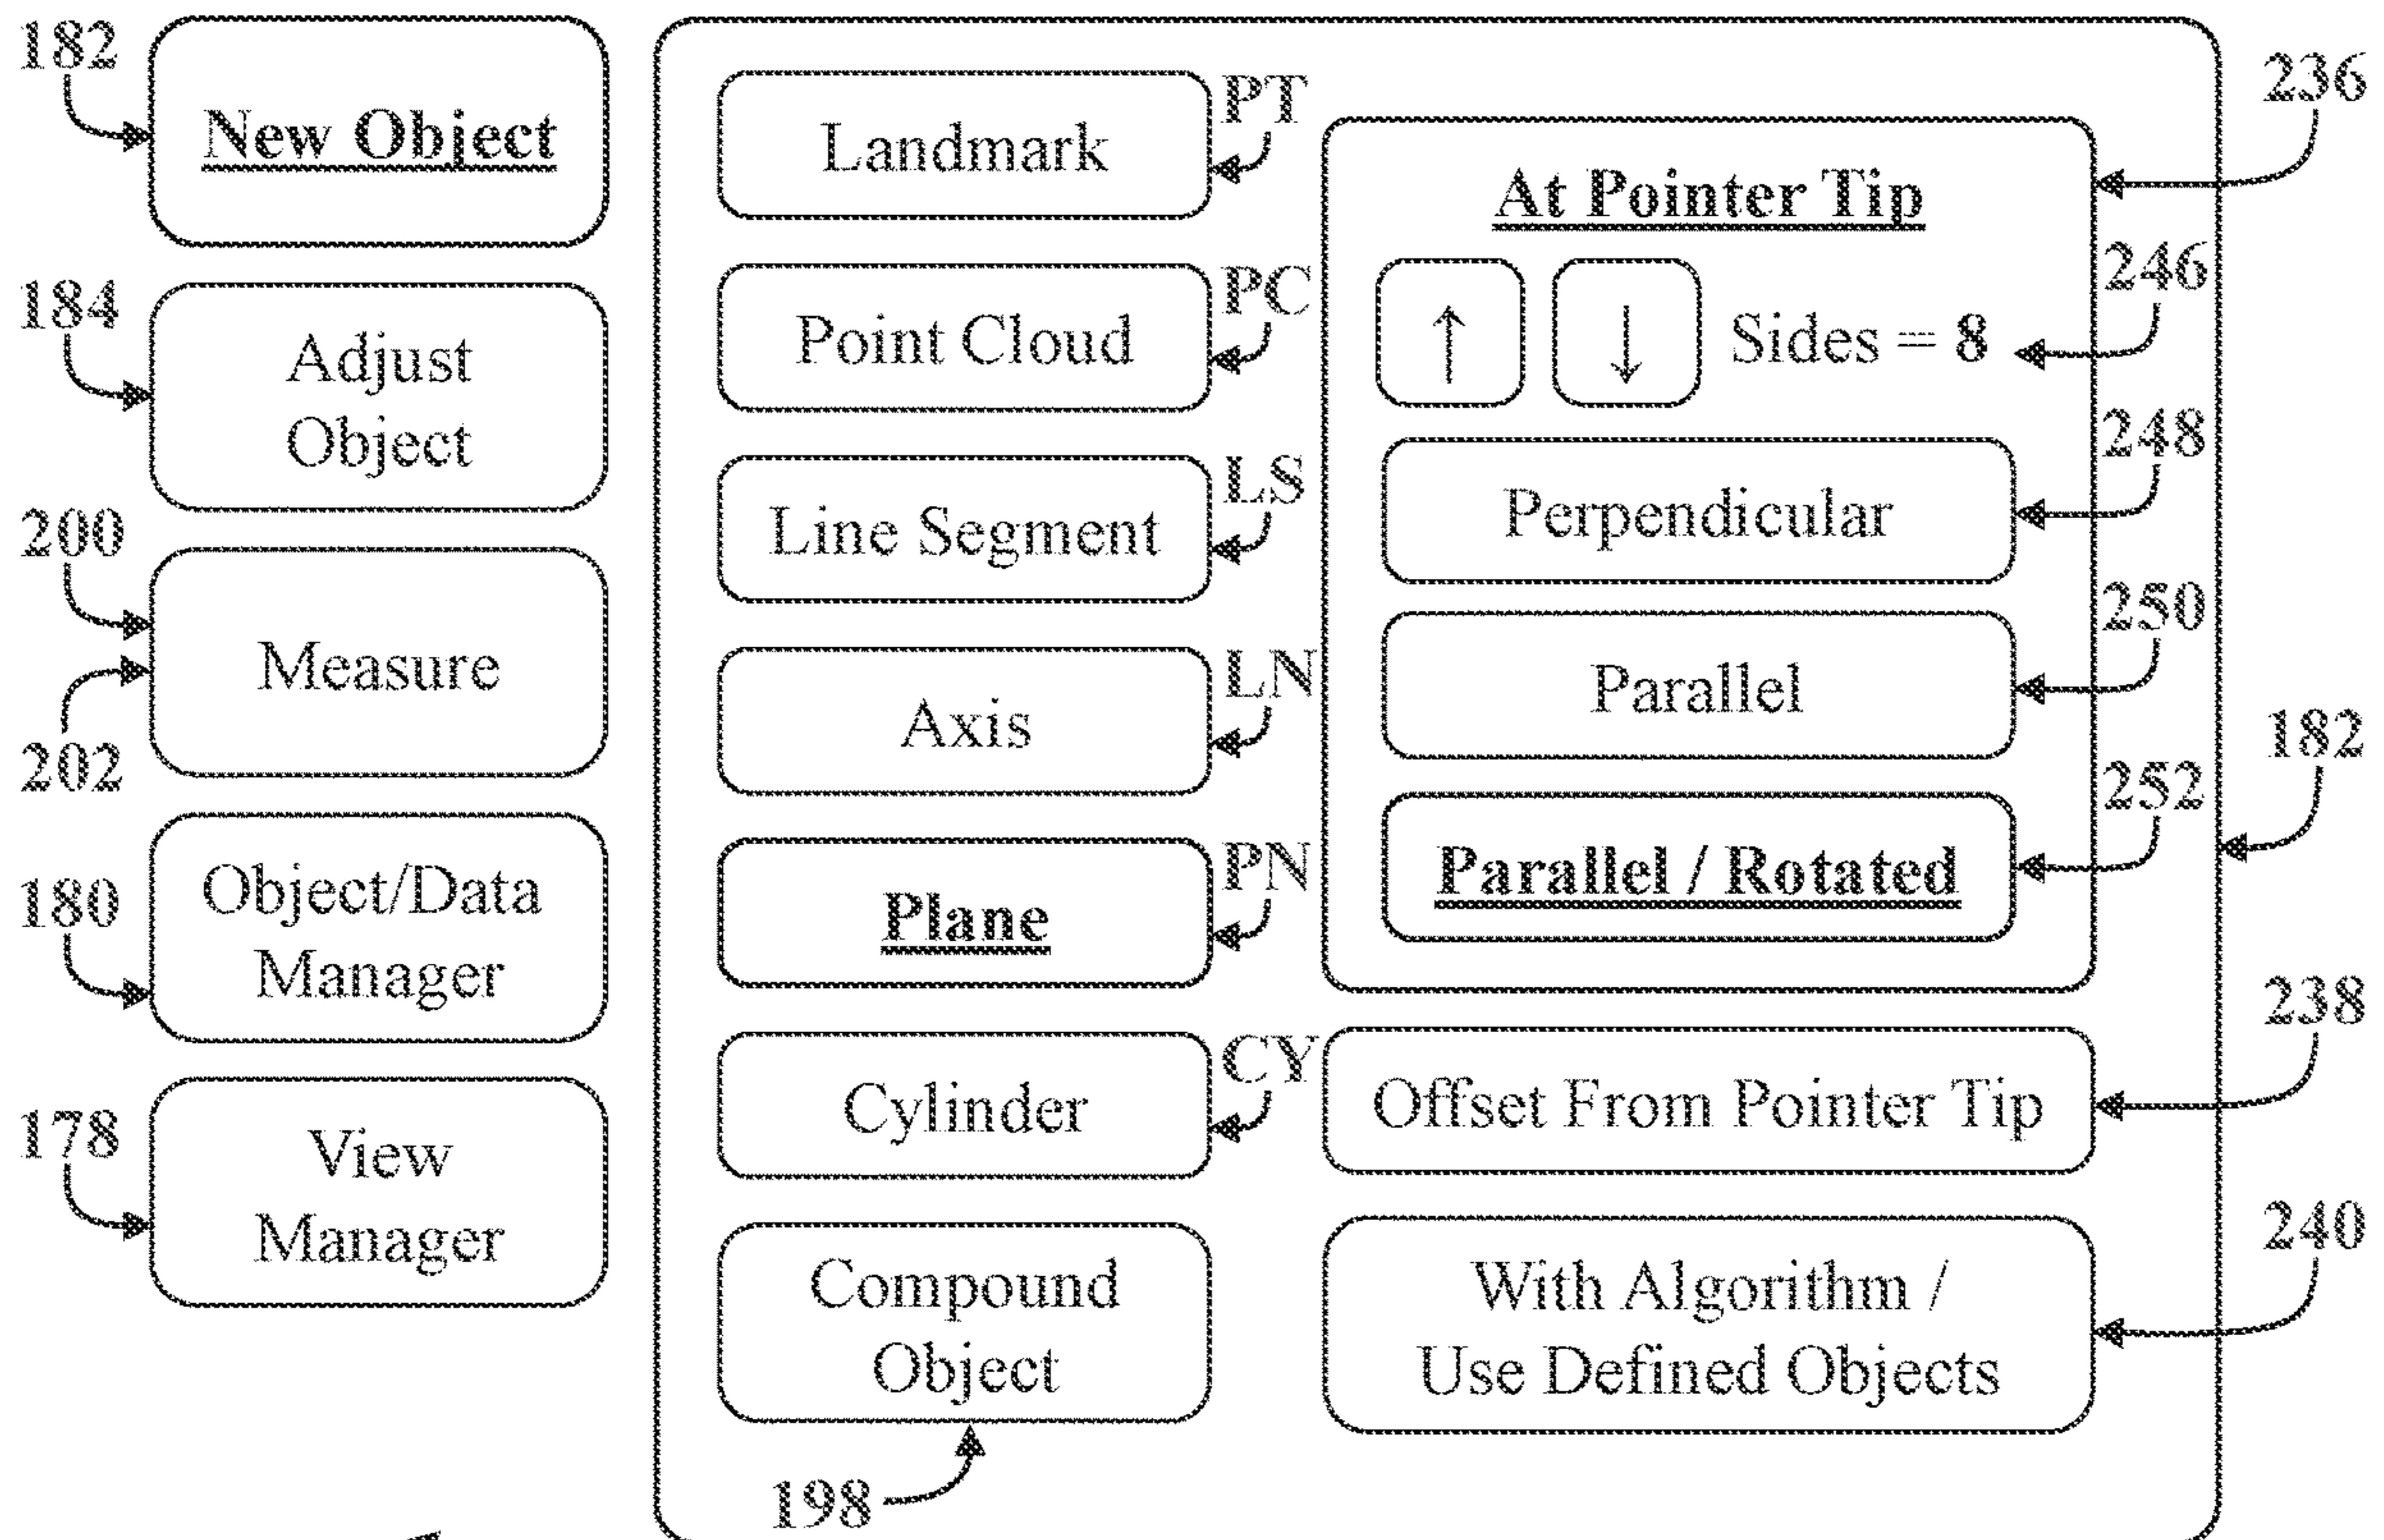 182
New Object
184
Adjust
Object
200
Measure
202
180
Object/Data
Manager
178
View
Manager
Landmark
PT
Point Cloud
PC
Line Segment
LS
Axis
LN
Plane
PN
Cylinder
CY
Compound
Object
198
At Pointer Tip
236
↑ ↓ Sides = 8
246
Perpendicular
248
Parallel
250
Parallel / Rotated
252
182
Offset From Pointer Tip
238
With Algorithm /
Use Defined Objects
240